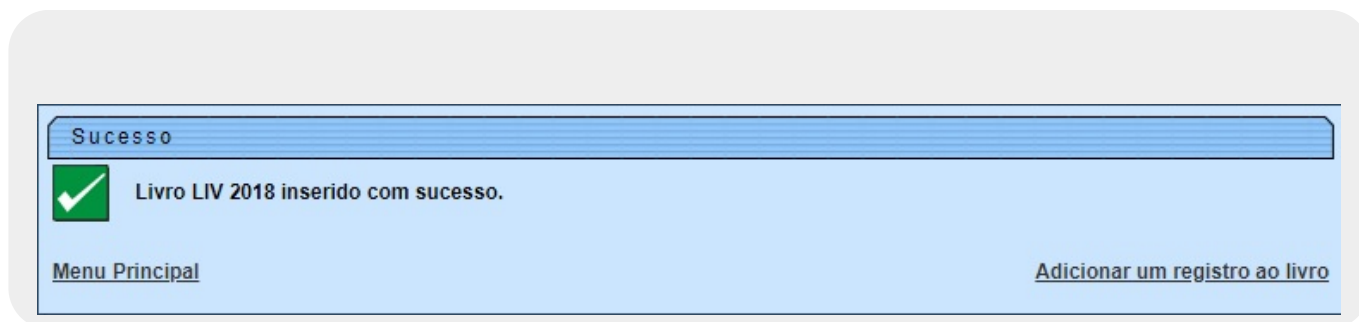 Sucesso
Livro LIV 2018 inserido com sucesso.
Menu Principal
Adicionar um registro ao livro